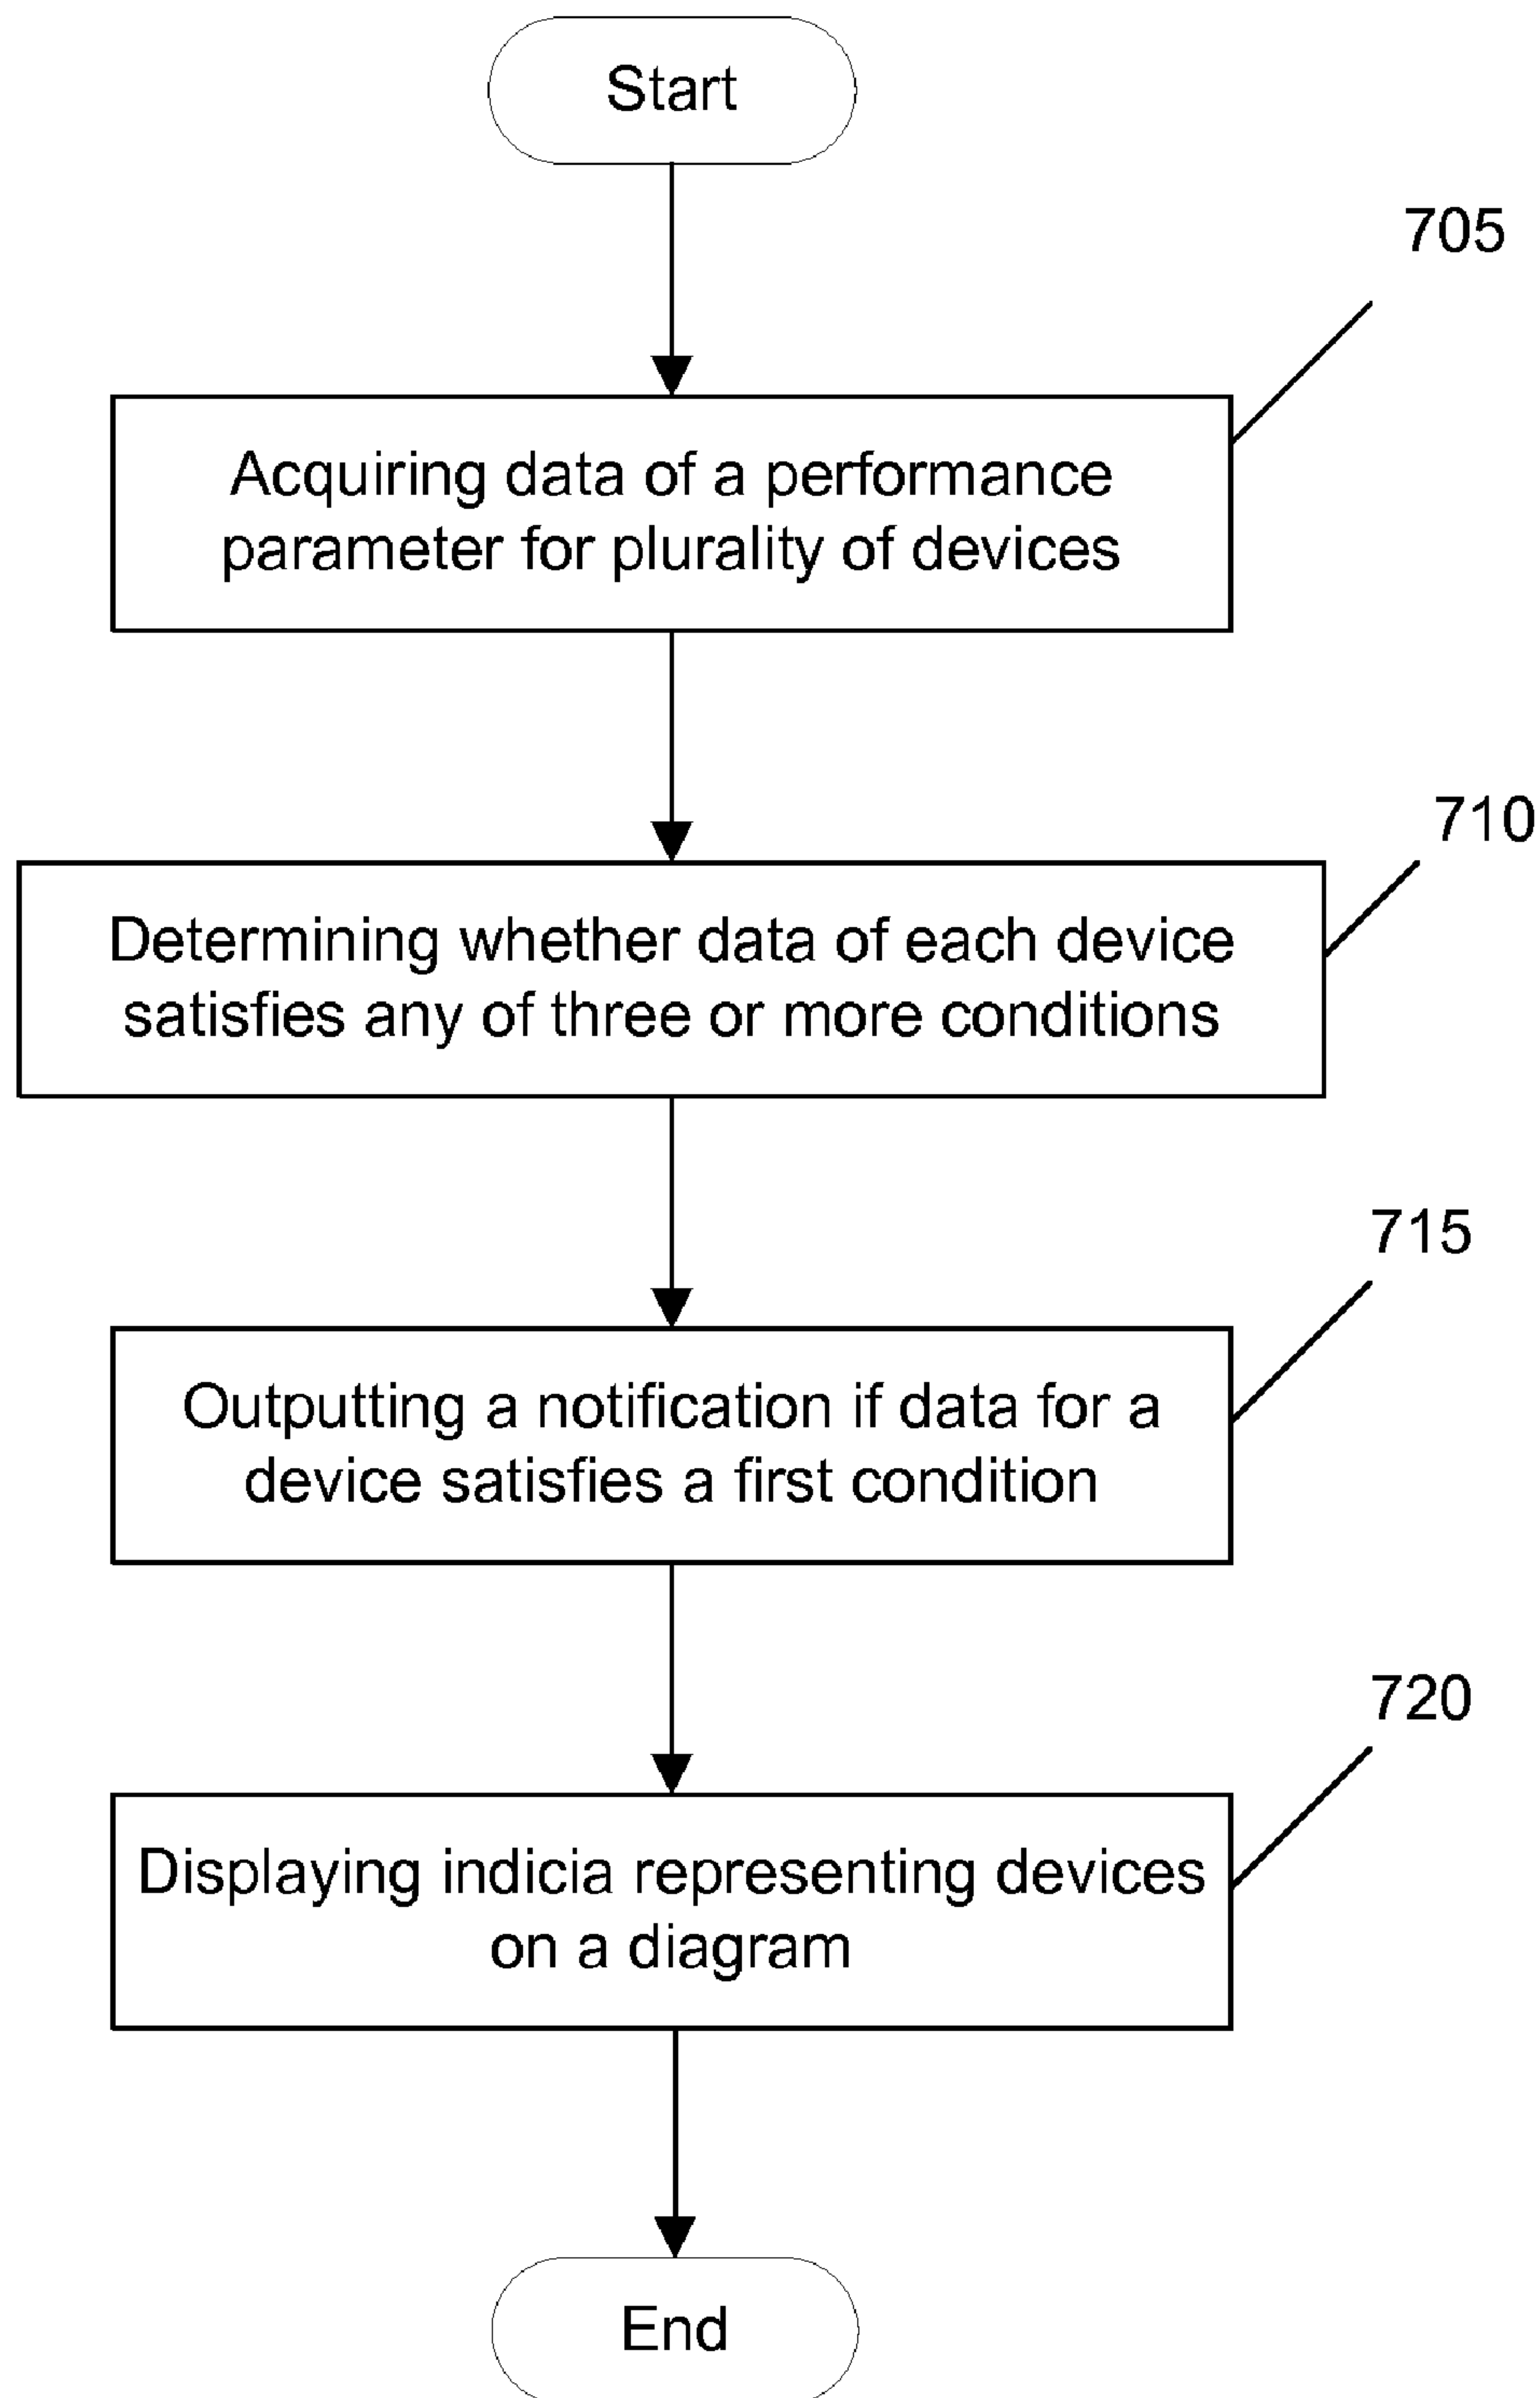 Start
705
Acquiring data of a performance
parameter for plurality of devices
710
Determining whether data of each device
satisfies any of three or more conditions
715
Outputting a notification if data for a
device satisfies a first condition
720
Displaying indicia representing devices
on a diagram
End